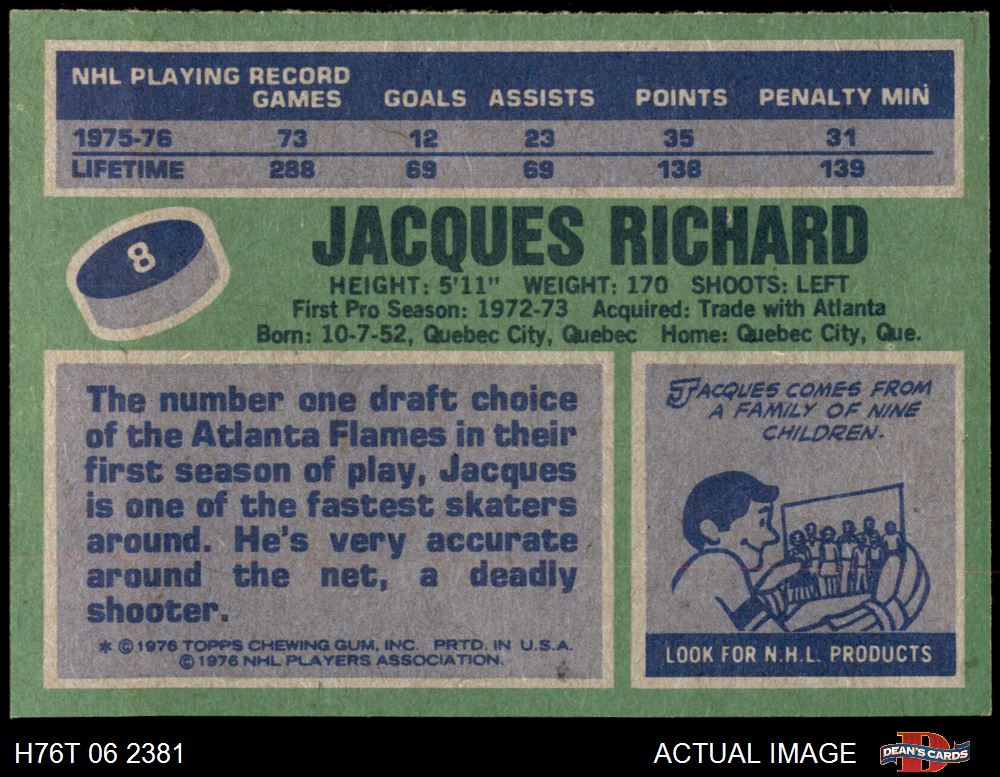 NHL PLAYING RECORD
GAMES GOALS ASSISTS POINTS PENALTY MIN
1975-76 73 12 23 35 31
LIFETIME 288 69 69 138 139
8
JACQUES RICHARD
HEIGHT: 5'11" WEIGHT: 170 SHOOTS: LEFT
First Pro Season: 1972-73 Acquired: Trade with Atlanta
Born: 10-7-52, Quebec City, Quebec Home: Quebec City, Que.
The number one draft choice
of the Atlanta Flames in their
first season of play, Jacques
is one of the fastest skaters
around. He's very accurate
around the net, a deadly
shooter.
* © 1976 TOPPS CHEWING GUM, INC. PRTD. IN U.S.A.
© 1976 NHL PLAYERS ASSOCIATION.
JACQUES COMES FROM
A FAMILY OF NINE
CHILDREN.
LOOK FOR N.H.L. PRODUCTS
H76T 06 2381
ACTUAL IMAGE
DEAN'S CARDS